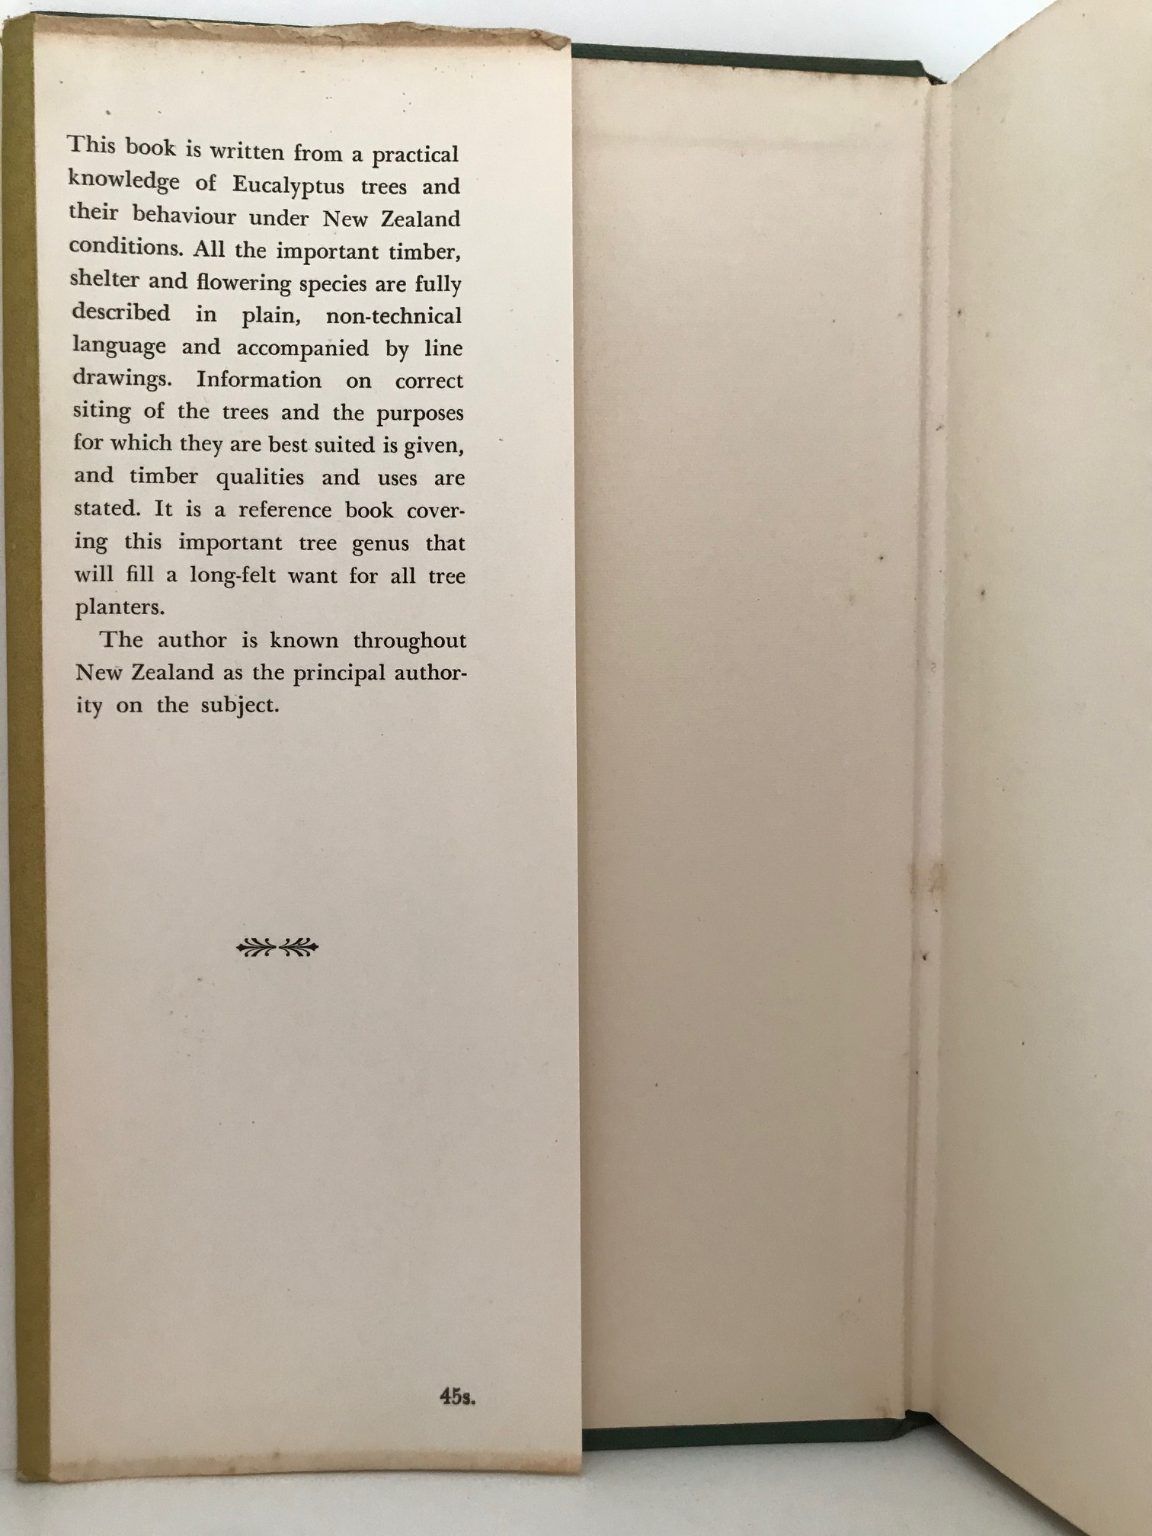 This book is written from a practical
knowledge of Eucalyptus trees and
their behaviour under New Zealand
conditions. All the important timber,
shelter and flowering species are fully
described in plain, non-technical
language and accompanied by line
drawings. Information on correct
siting of the trees and the purposes
for which they are best suited is given,
and timber qualities and uses are
stated. It is a reference book cover-
ing this important tree genus that
will fill a long-felt want for all tree
planters.
The author is known throughout
New Zealand as the principal author-
ity on the subject.
45s.